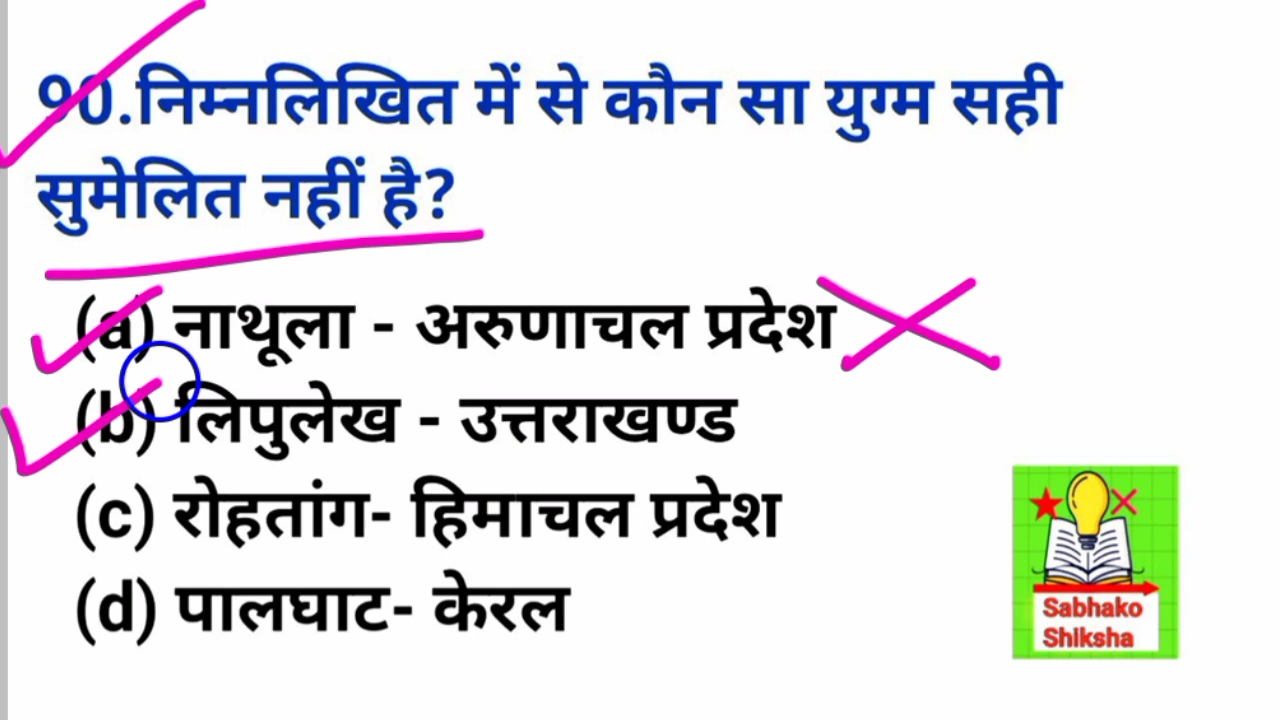 90.निम्नलिखित में से कौन सा युग्म सही
सुमेलित नहीं है?
(a) नाथूला - अरुणाचल प्रदेश
(b) लिपुलेख - उत्तराखण्ड
(c) रोहतांग- हिमाचल प्रदेश
(d) पालघाट- केरल
Sabhako
Shiksha